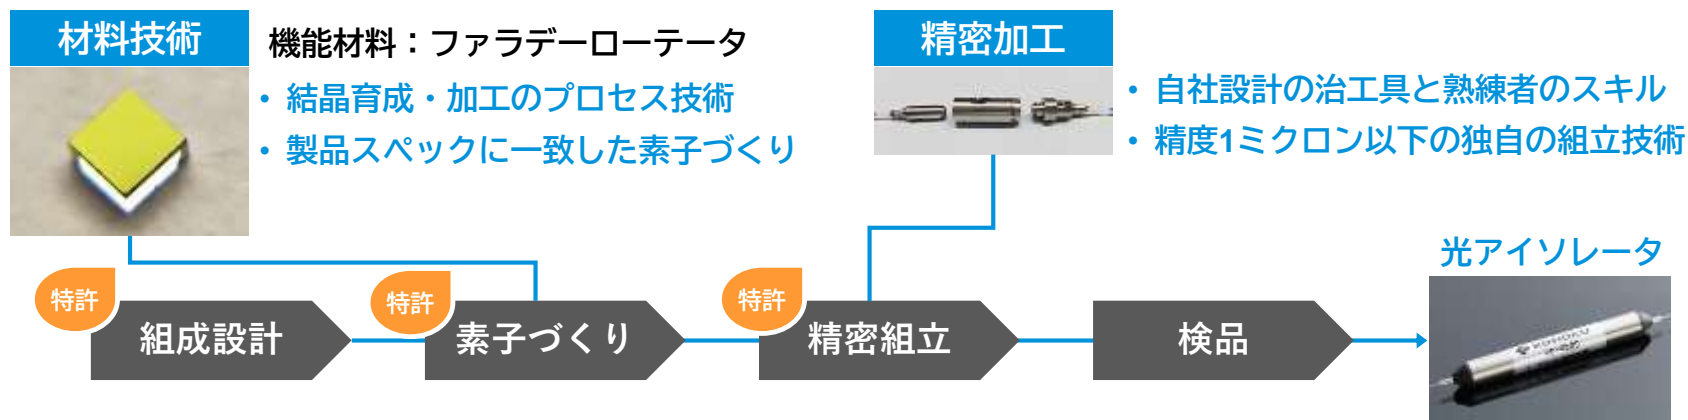 材料技術
機能材料：ファラデーローテータ
・結晶育成・加工のプロセス技術
・製品スペックに一致した素子づくり
精密加工
・自社設計の治工具と熟練者のスキル
・精度1ミクロン以下の独自の組立技術
光アイソレータ
特許
組成設計
特許
素子づくり
特許
精密組立
検品
KOHOKU